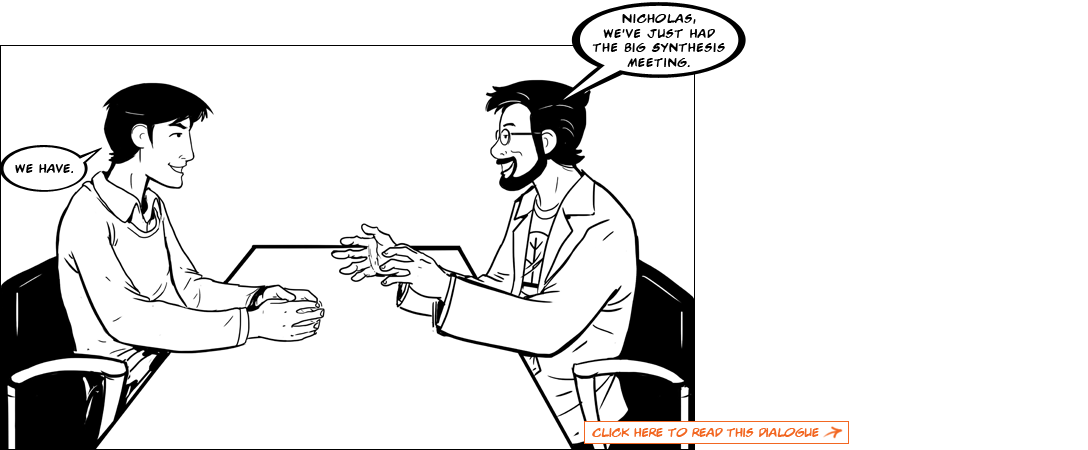 NICHOLAS,
WE'VE JUST HAD
THE BIG SYNTHESIS
MEETING.
WE HAVE.
CLICK HERE TO READ THIS DIALOGUE